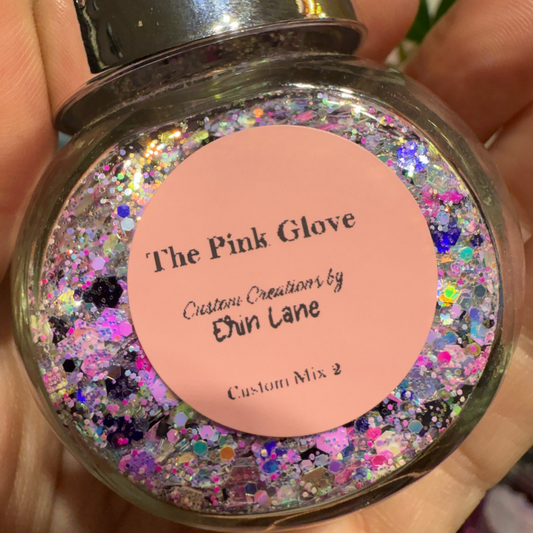 The Pink Glove
Custom Creations by
Erin Lane
Custom Mix 2